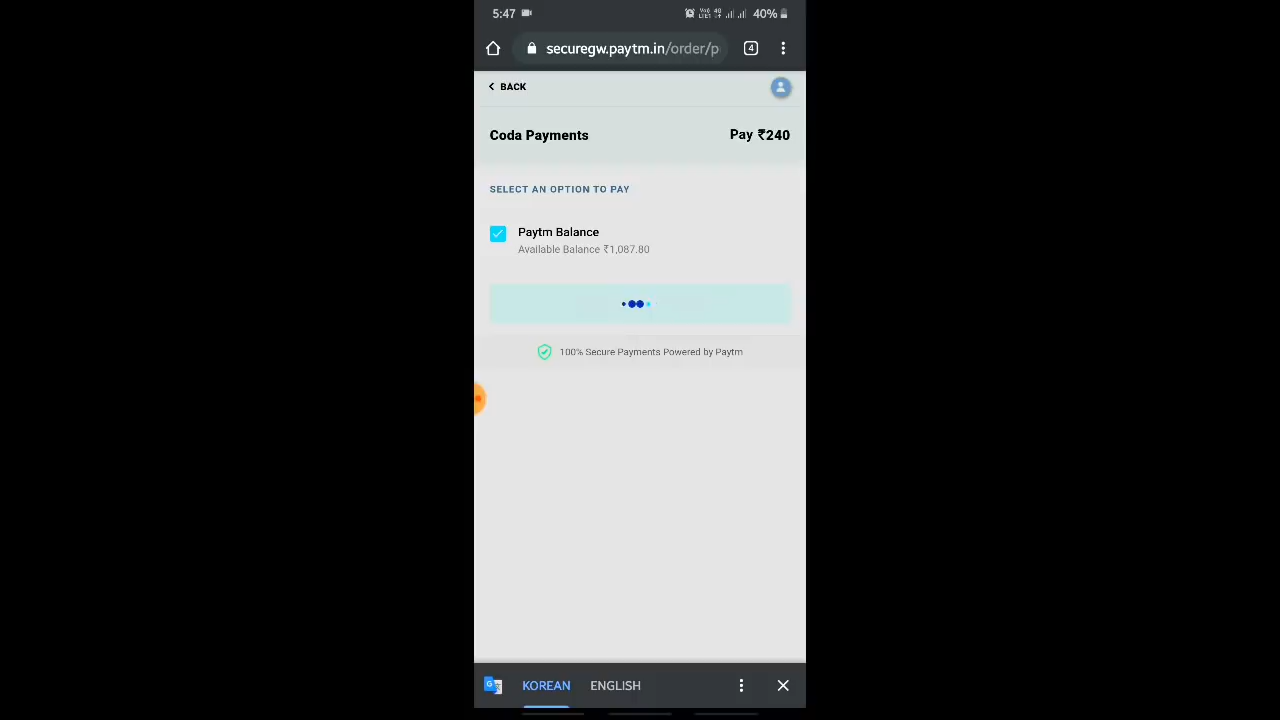 5:47
40%
securegw.paytm.in/order/p
4
BACK
Coda Payments
Pay ₹240
SELECT AN OPTION TO PAY
Paytm Balance
Available Balance ₹1,087.80
100% Secure Payments Powered by Paytm
KOREAN
ENGLISH